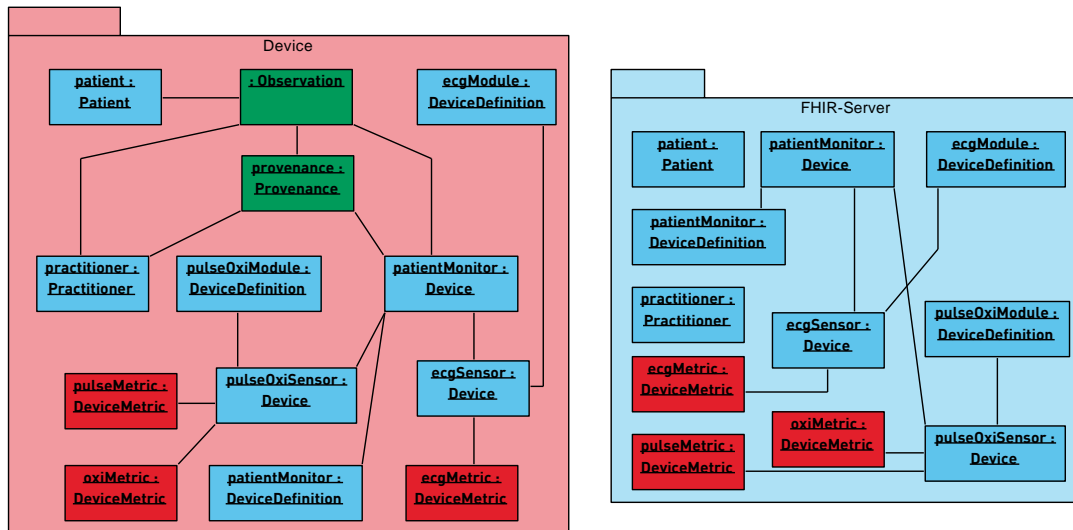 Device
patient :
Patient
: Observation
ecgModule :
DeviceDefinition
provenance :
Provenance
practitioner :
Practitioner
pulseOxiModule :
DeviceDefinition
patientMonitor :
Device
pulseMetric :
DeviceMetric
pulseOxiSensor :
Device
ecgSensor :
Device
oxiMetric :
DeviceMetric
patientMonitor :
DeviceDefinition
ecgMetric :
DeviceMetric
FHIR-Server
patient :
Patient
patientMonitor :
Device
ecgModule :
DeviceDefinition
patientMonitor :
DeviceDefinition
practitioner :
Practitioner
ecgSensor :
Device
pulseOxiModule :
DeviceDefinition
ecgMetric :
DeviceMetric
oxiMetric :
DeviceMetric
pulseMetric :
DeviceMetric
pulseOxiSensor :
Device